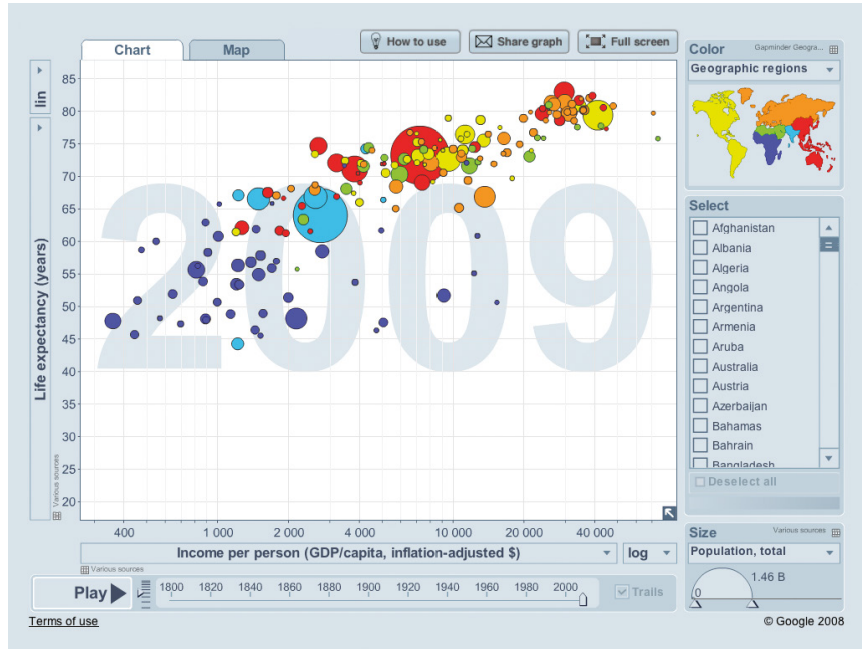 Chart
Map
How to use
Share graph
Full screen
Color
Gapminder Geogra...
Geographic regions
lin
Life expectancy (years)
Various sources
85
80
75
70
65
60
55
50
45
40
35
30
25
20
2009
400
1 000
2 000
4 000
10 000
20 000
40 000
Income per person (GDP/capita, inflation-adjusted $)
log
Various sources
Select
Afghanistan
Albania
Algeria
Angola
Argentina
Armenia
Aruba
Australia
Austria
Azerbaijan
Bahamas
Bahrain
Bangladesh
Deselect all
Size
Various sources
Population, total
1.46 B
0
Play
1800 1820 1840 1860 1880 1900 1920 1940 1960 1980 2000
Trails
Terms of use
© Google 2008